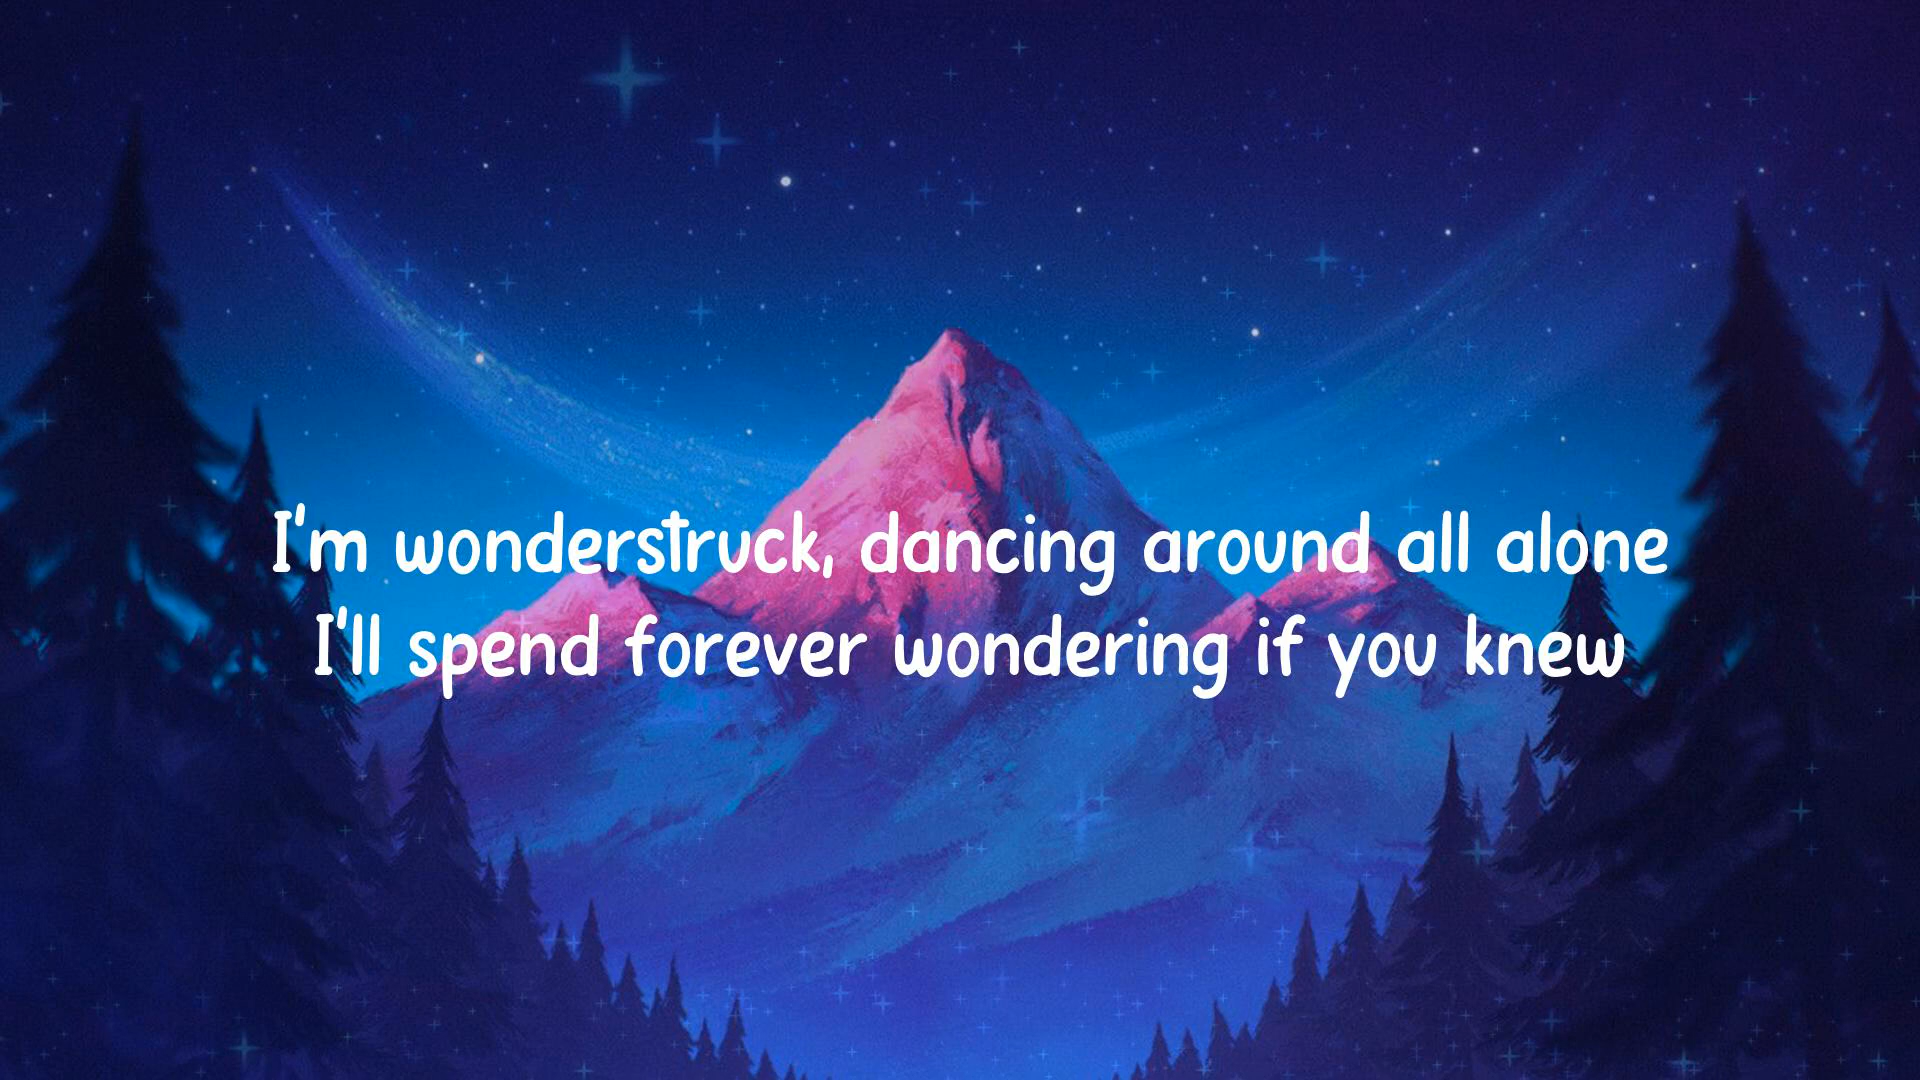 I'm wonderstruck, dancing around all alone
I'll spend forever wondering if you knew